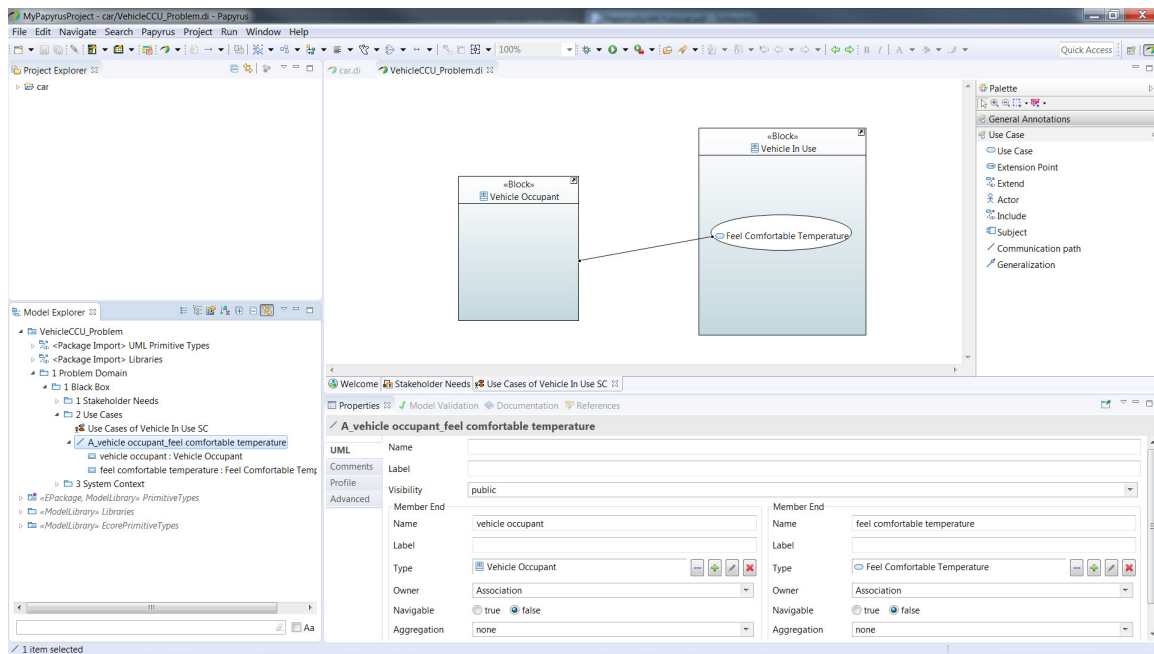 MyPapyrusProject - car/VehicleCCU_Problem.di - Papyrus
File Edit Navigate Search Papyrus Project Run Window Help
100%
B I A
Quick Access
Project Explorer
car
car.di VehicleCCU_Problem.di
«Block»
Vehicle In Use
«Block»
Vehicle Occupant
Feel Comfortable Temperature
Palette
General Annotations
Use Case
Use Case
Extension Point
Extend
Actor
Include
Subject
Communication path
Generalization
Model Explorer
VehicleCCU_Problem
<Package Import> UML Primitive Types
<Package Import> Libraries
1 Problem Domain
1 Black Box
1 Stakeholder Needs
2 Use Cases
Use Cases of Vehicle In Use SC
A_vehicle occupant_feel comfortable temperature
vehicle occupant : Vehicle Occupant
feel comfortable temperature : Feel Comfortable Temp
3 System Context
«EPackage, ModelLibrary» PrimitiveTypes
«ModelLibrary» Libraries
«ModelLibrary» EcorePrimitiveTypes
Aa
1 item selected
Welcome Stakeholder Needs Use Cases of Vehicle In Use SC
Properties Model Validation Documentation References
A_vehicle occupant_feel comfortable temperature
UML
Comments
Profile
Advanced
Name
Label
Visibility public
Member End
Name vehicle occupant
Label
Type Vehicle Occupant
Owner Association
Navigable true false
Aggregation none
Member End
Name feel comfortable temperature
Label
Type Feel Comfortable Temperature
Owner Association
Navigable true false
Aggregation none